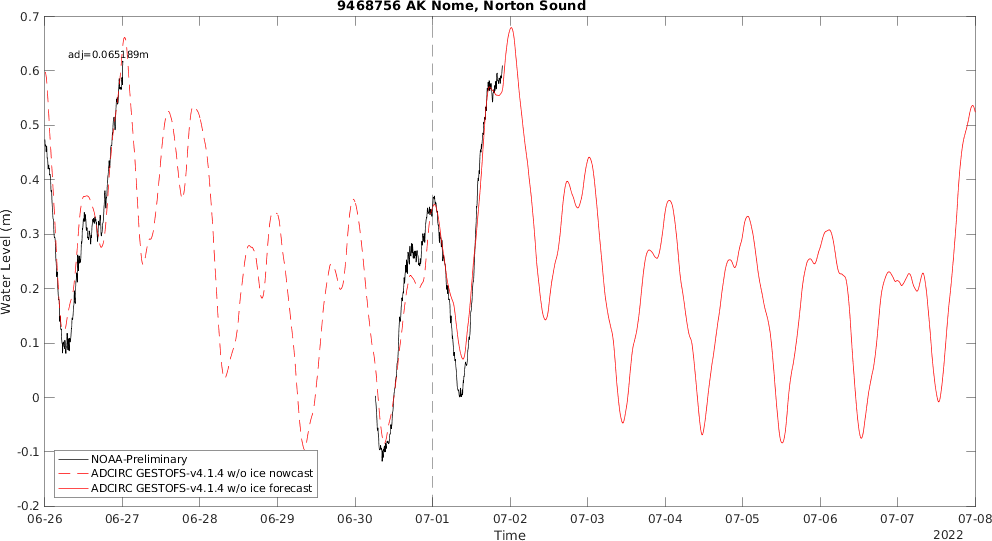 9468756 AK Nome, Norton Sound
0.7
adj=0.065189m
0.6
0.5
0.4
0.3
0.2
0.1
0
-0.1
-0.2
Water Level (m)
NOAA-Preliminary
ADCIRC GESTOFS-v4.1.4 w/o ice nowcast
ADCIRC GESTOFS-v4.1.4 w/o ice forecast
06-26 06-27 06-28 06-29 06-30 07-01 07-02 07-03 07-04 07-05 07-06 07-07 07-08
Time
2022